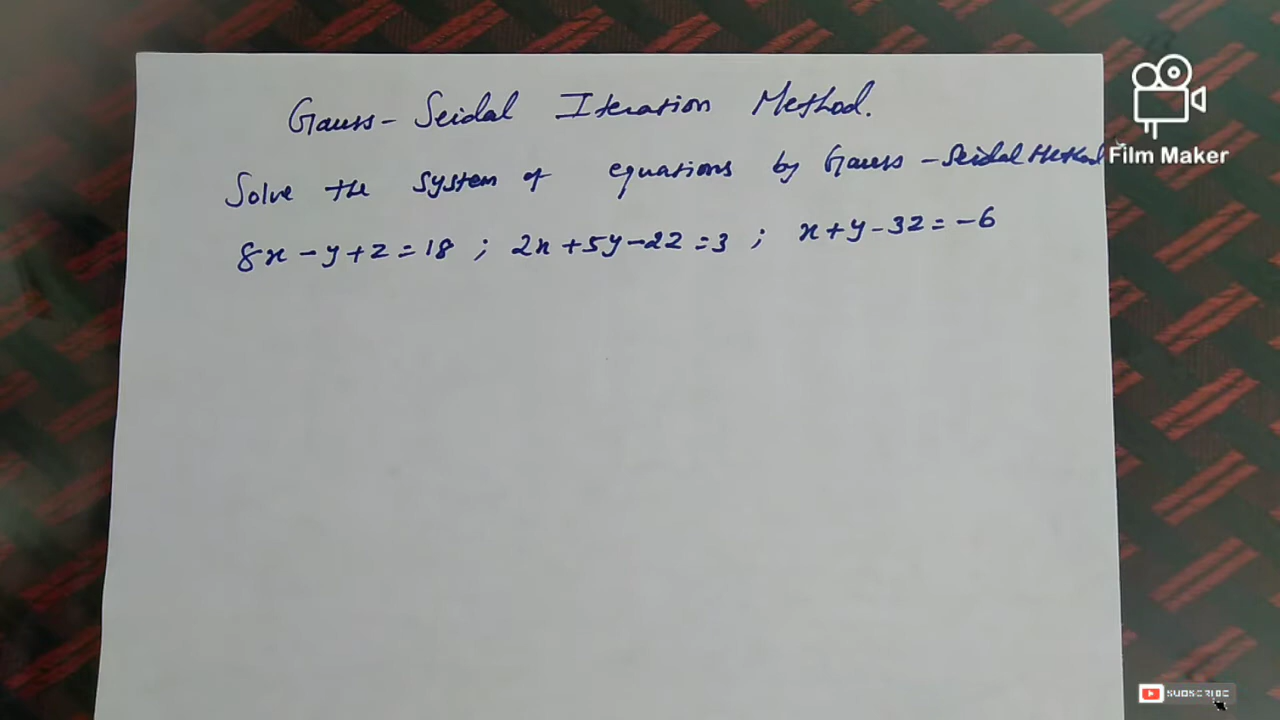 Gauss-Seidal Iteration Method.
Solve the system of equations by Gauss-Seidal Method
8x-y+z=18 ; 2x+5y-2z=3 ; x+y-3z=-6
Film Maker
SUBSCRIBE